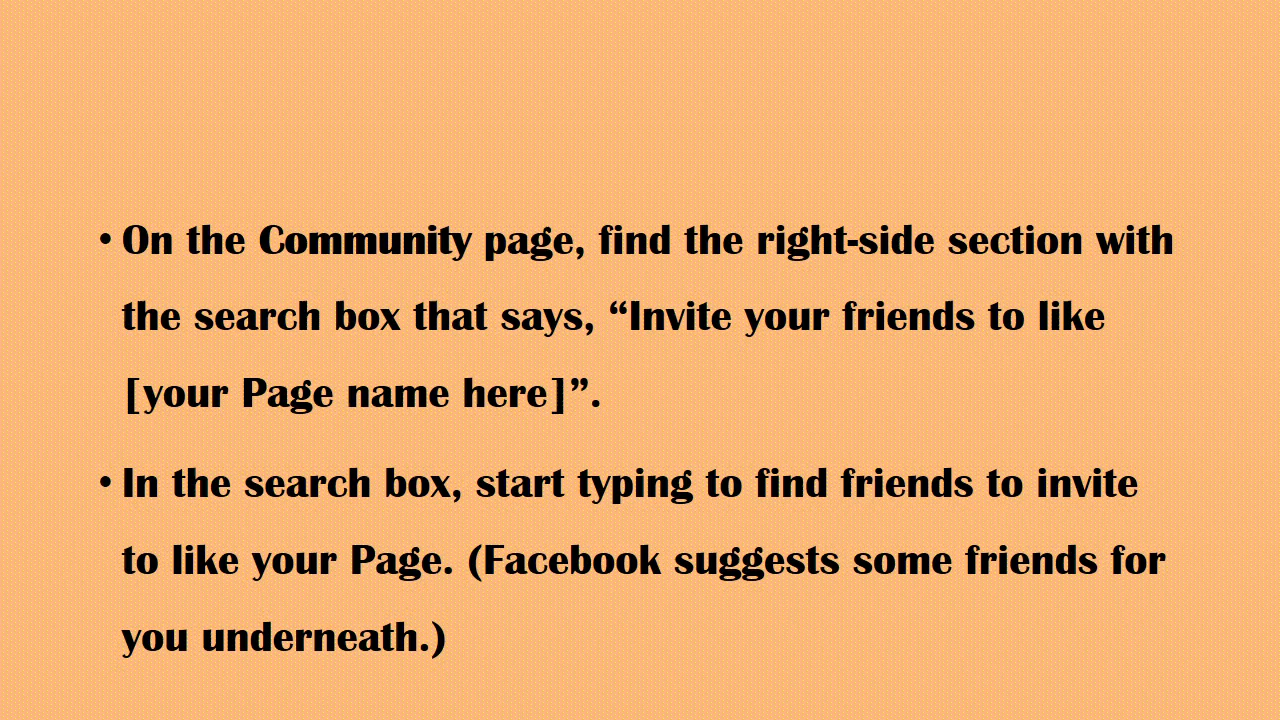 • On the Community page, find the right-side section with
the search box that says, “Invite your friends to like
[your Page name here]”.
• In the search box, start typing to find friends to invite
to like your Page. (Facebook suggests some friends for
you underneath.)